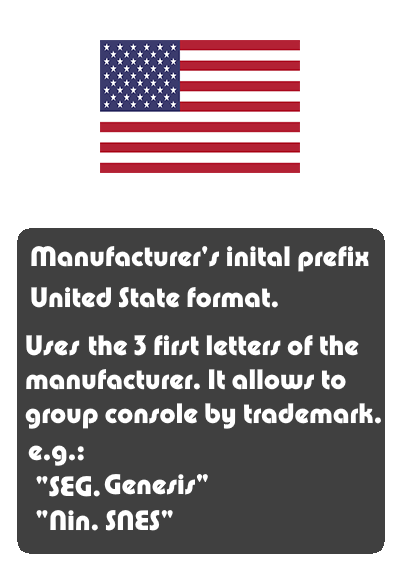 Manufacturer's inital prefix
United State format.
Uses the 3 first letters of the
manufacturer. It allows to
group console by trademark.
e.g.:
"SEG. Genesis"
"Nin. SNES"